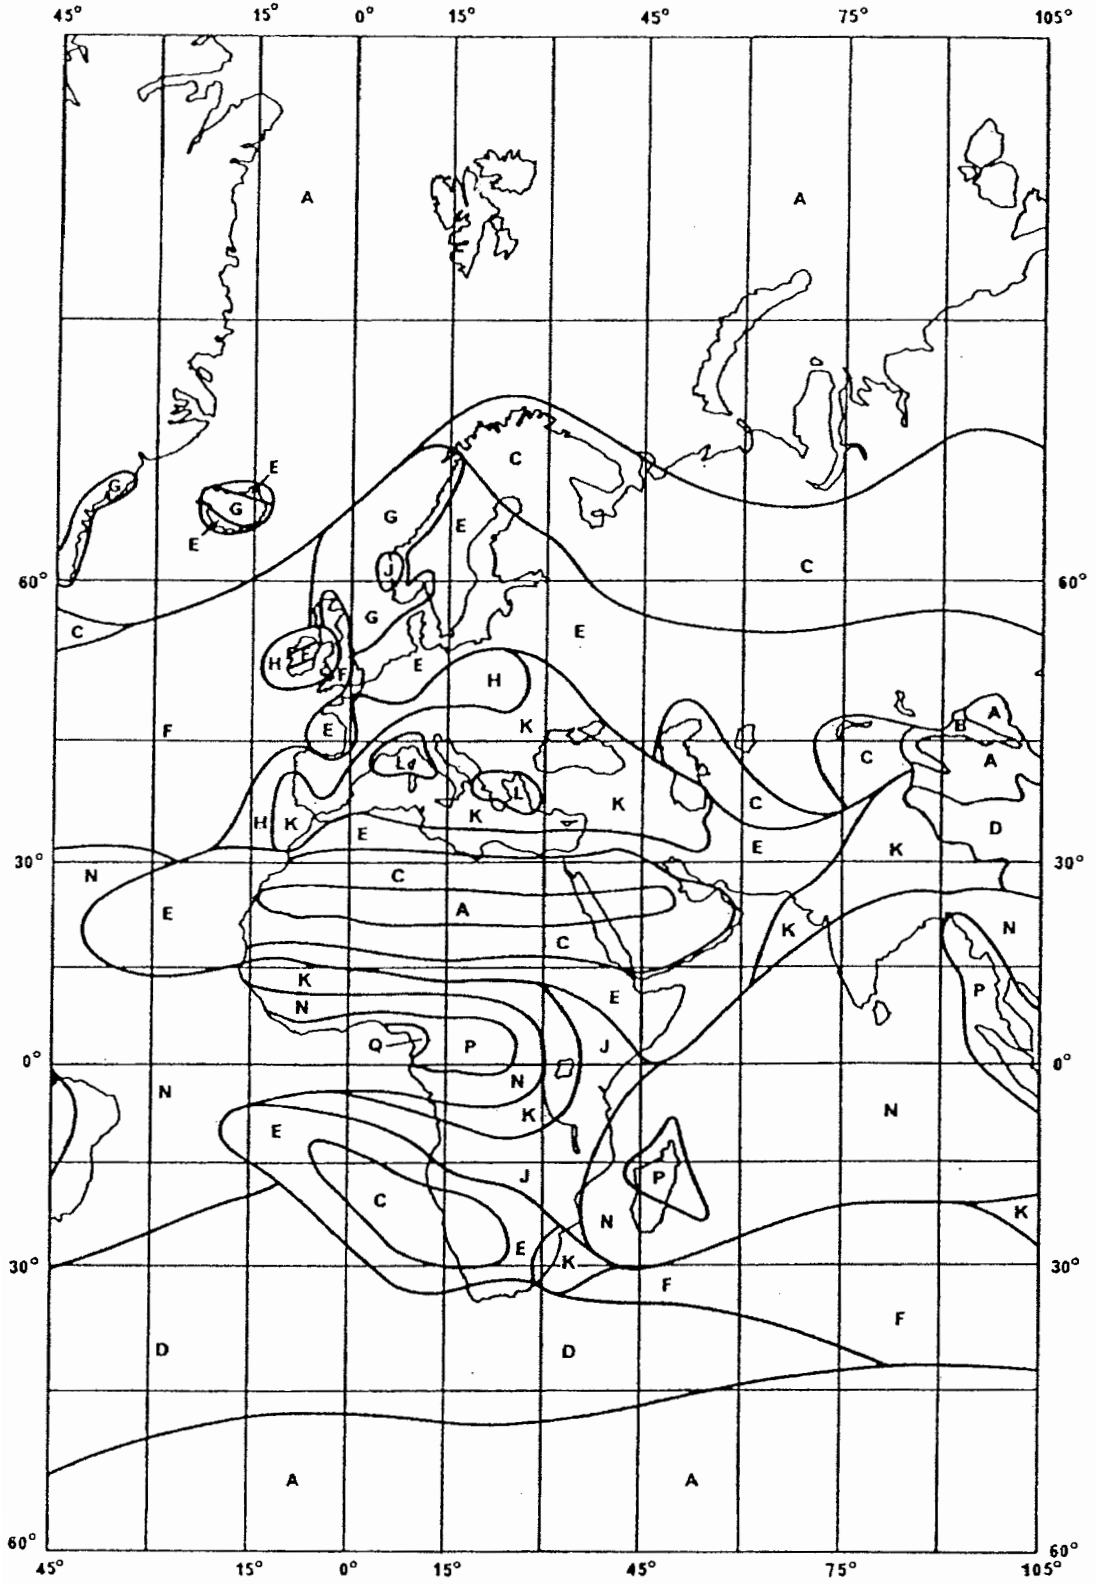 45° 15° 0° 15° 45° 75° 105°
A A
C
G E
G
G E
E
J
60° C 60°
G
C E
H F E
F
H
F E K A
B
C A
L L
K C
H K K D
E E K
30° 30°
N C
E A K N
C
K E P
N
Q P J
0° 0°
N
N K N
E
J P
C
N K
E K
30° 30°
F
F
D D
A A
60° 60°
45° 15° 0° 15° 45° 75° 105°